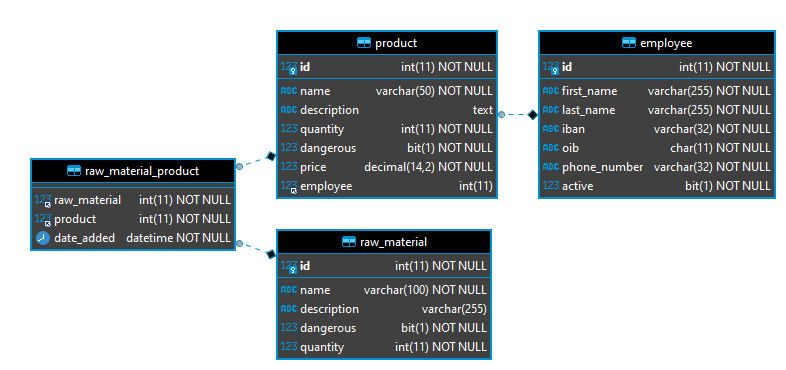 product
id int(11) NOT NULL
name varchar(50) NOT NULL
description text
quantity int(11) NOT NULL
dangerous bit(1) NOT NULL
price decimal(14,2) NOT NULL
employee int(11)
employee
id int(11) NOT NULL
first_name varchar(255) NOT NULL
last_name varchar(255) NOT NULL
iban varchar(32) NOT NULL
oib char(11) NOT NULL
phone_number varchar(32) NOT NULL
active bit(1) NOT NULL
raw_material_product
raw_material int(11) NOT NULL
product int(11) NOT NULL
date_added datetime NOT NULL
raw_material
id int(11) NOT NULL
name varchar(100) NOT NULL
description varchar(255)
dangerous bit(1) NOT NULL
quantity int(11) NOT NULL